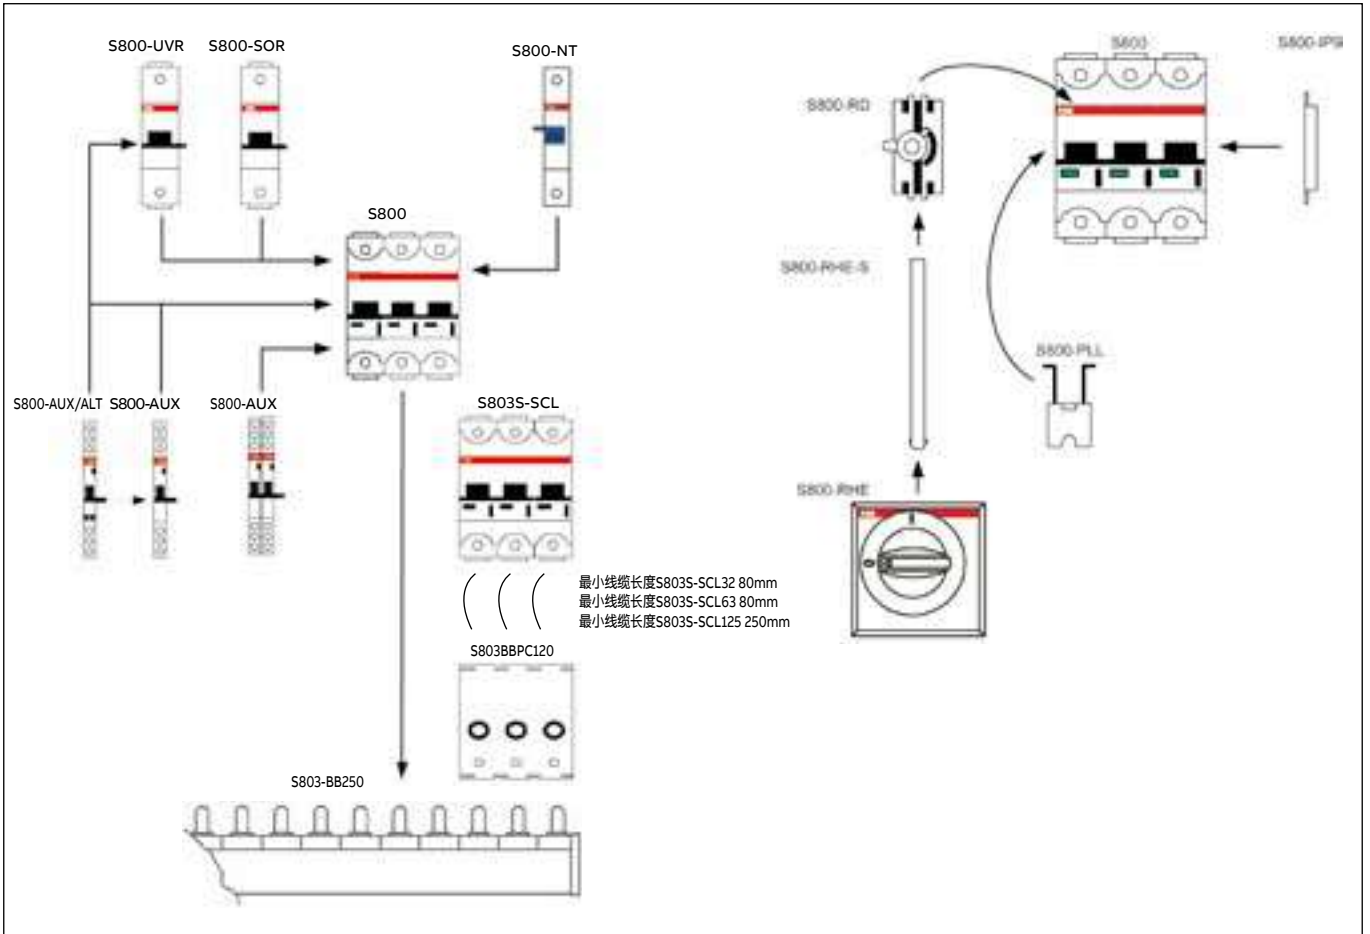 S800-UVR
S800-SOR
S800-NT
S800
S800-AUX/ALT
S800-AUX
S800-AUX
S803S-SCL
最小线缆长度S803S-SCL32 80mm
最小线缆长度S803S-SCL63 80mm
最小线缆长度S803S-SCL125 250mm
S803BBPC120
S803-BB250
S803
S800-RD
S800-RHE-S
S800-PLL
S800-RHE